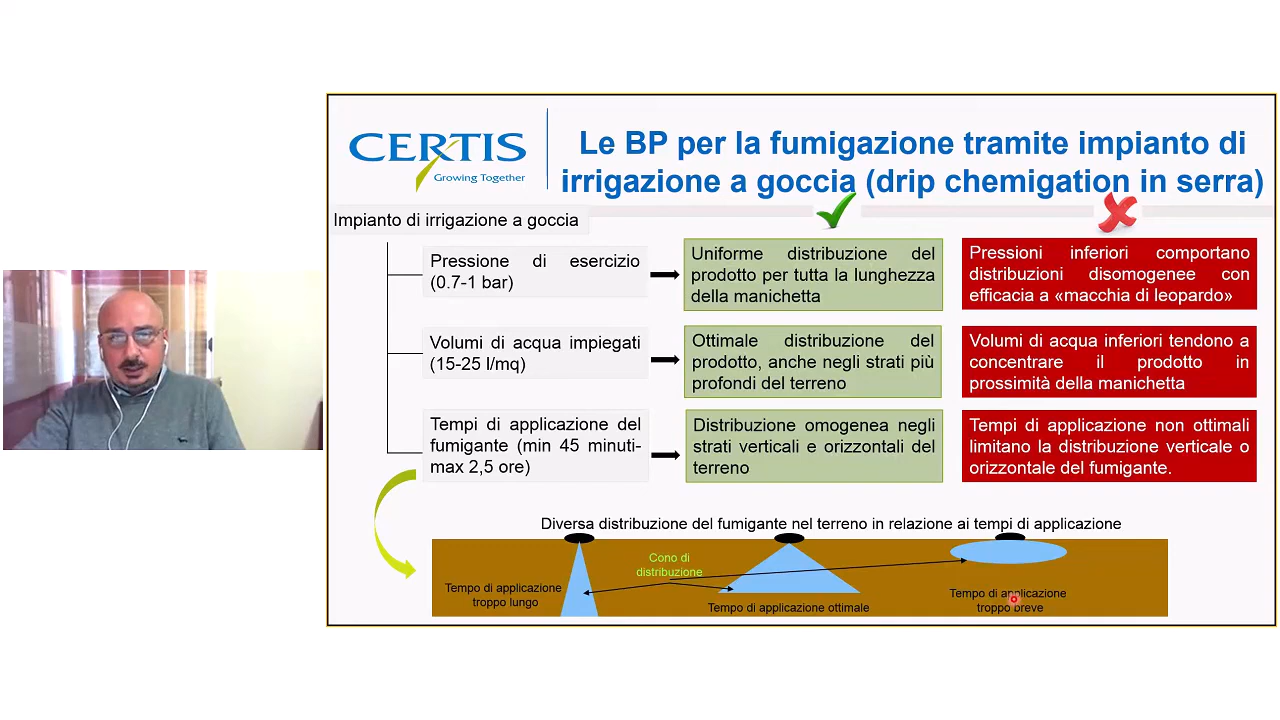 CERTIS
Growing Together
Le BP per la fumigazione tramite impianto di
irrigazione a goccia (drip chemigation in serra)
Impianto di irrigazione a goccia
Pressione di esercizio
(0.7-1 bar)
Uniforme distribuzione del
prodotto per tutta la lunghezza
della manichetta
Pressioni inferiori comportano
distribuzioni disomogenee con
efficacia a «macchia di leopardo»
Volumi di acqua impiegati
(15-25 l/mq)
Ottimale distribuzione del
prodotto, anche negli strati più
profondi del terreno
Volumi di acqua inferiori tendono a
concentrare il prodotto in
prossimità della manichetta
Tempi di applicazione del
fumigante (min 45 minuti-
max 2,5 ore)
Distribuzione omogenea negli
strati verticali e orizzontali del
terreno
Tempi di applicazione non ottimali
limitano la distribuzione verticale o
orizzontale del fumigante.
Diversa distribuzione del fumigante nel terreno in relazione ai tempi di applicazione
Cono di
distribuzione
Tempo di applicazione
troppo lungo
Tempo di applicazione ottimale
Tempo di applicazione
troppo breve